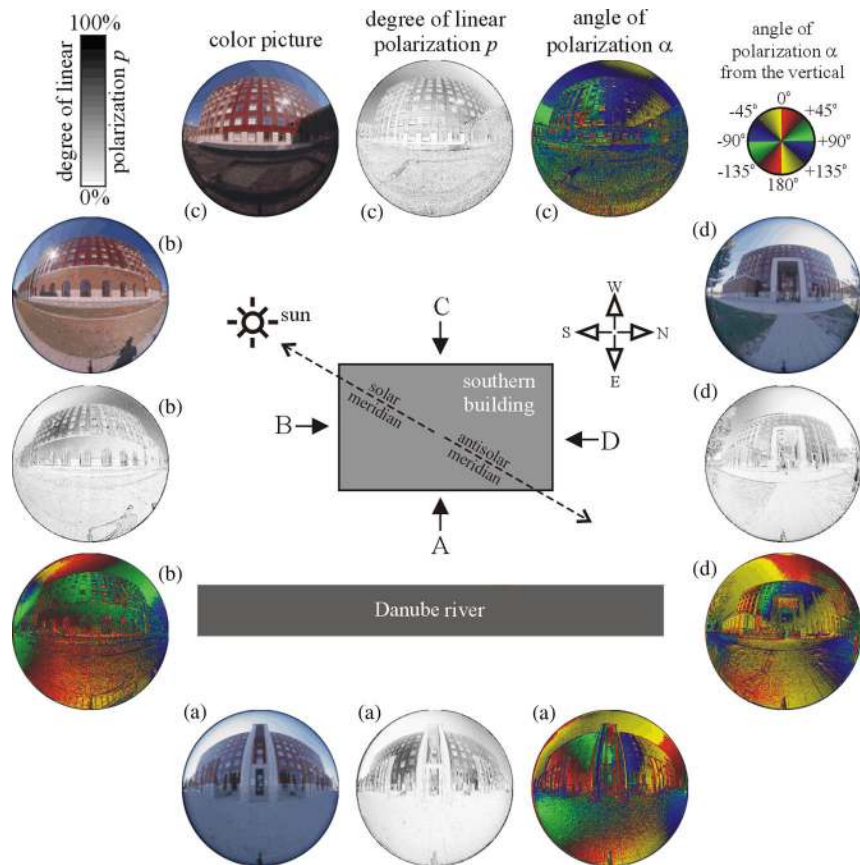 100%
degree of linear
polarization p
0%
color picture
degree of linear
polarization p
angle of
polarization α
angle of
polarization α
from the vertical
0°
-45°
+45°
-90°
+90°
-135°
+135°
180°
(c)
(c)
(c)
(b)
(d)
sun
C
W
S
N
E
southern
building
solar
meridian
antisolar
meridian
(b)
(d)
B
D
A
(b)
(d)
Danube river
(a)
(a)
(a)